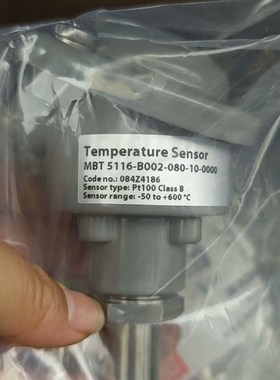 Temperature Sensor
MBT 5116-B002-080-10-0000
Code no.: 084Z4186
Sensor type: Pt100 Class B
Sensor range: -50 to +600 °C